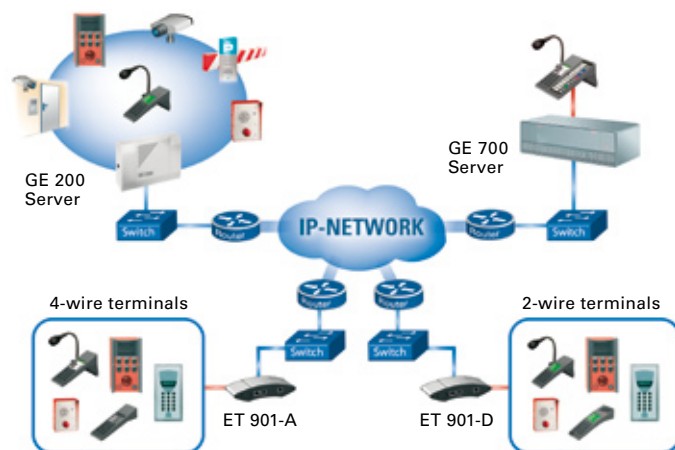 GE 200
Server
GE 700
Server
Switch
Router
IP-NETWORK
Router
Switch
4-wire terminals
Router
Router
2-wire terminals
Switch
Switch
ET 901-A
ET 901-D